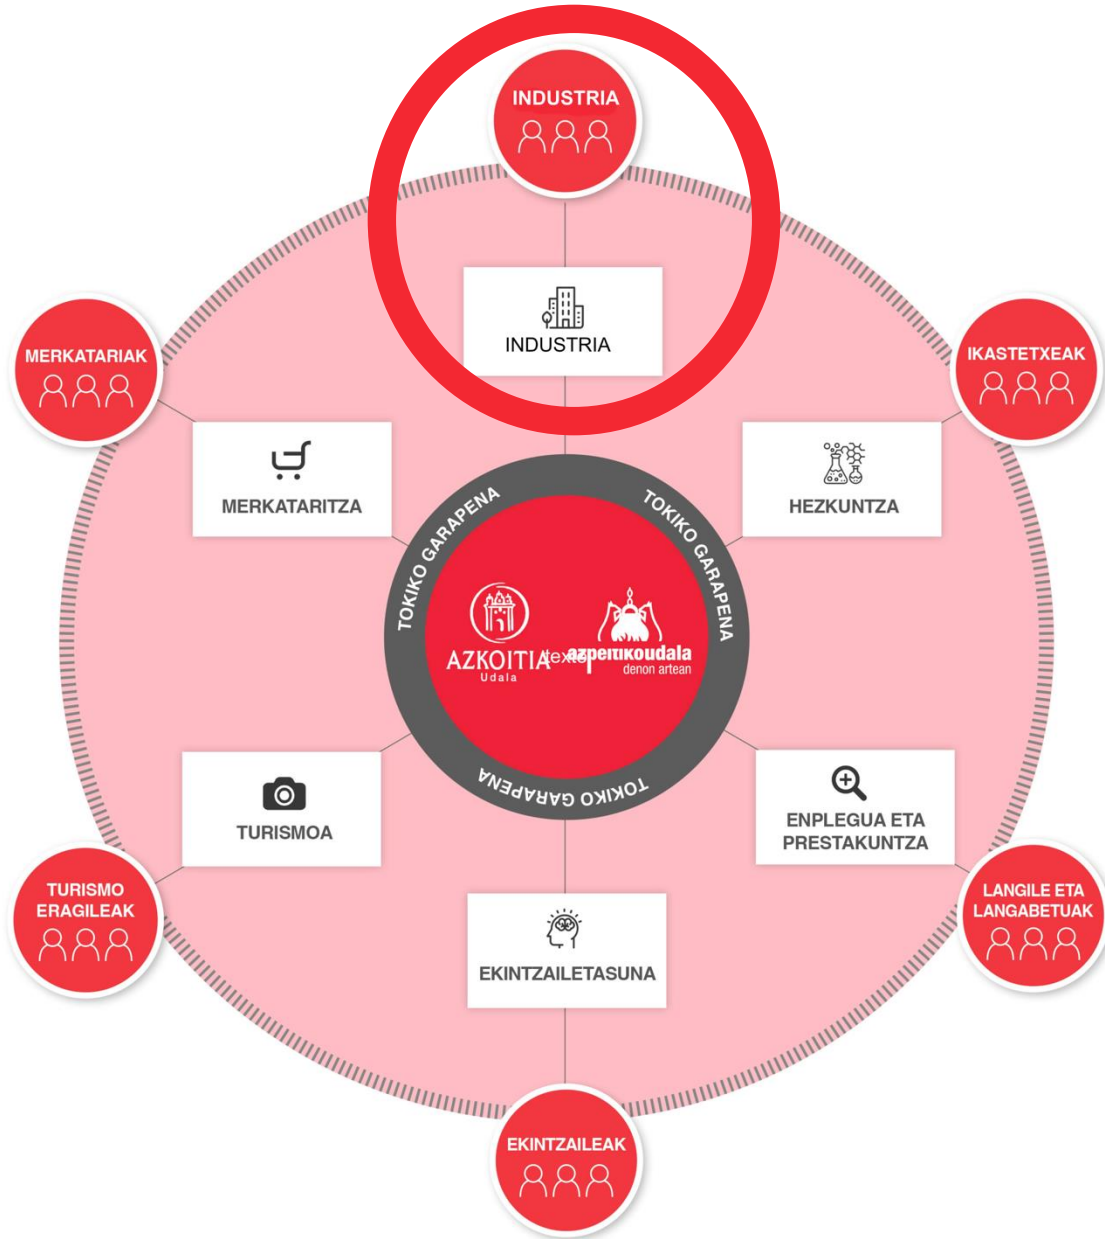 INDUSTRIA
INDUSTRIA
MERKATARIAK
IKASTETXEAK
MERKATARITZA
HEZKUNTZA
TOKIKO GARAPENA
TOKIKO GARAPENA
TOKIKO GARAPENA
AZKOITIA
Udala
texto
azpeitikoudala
denon artean
TURISMOA
ENPLEGUA ETA
PRESTAKUNTZA
TURISMO
ERAGILEAK
LANGILE ETA
LANGABETUAK
EKINTZAILETASUNA
EKINTZAILEAK